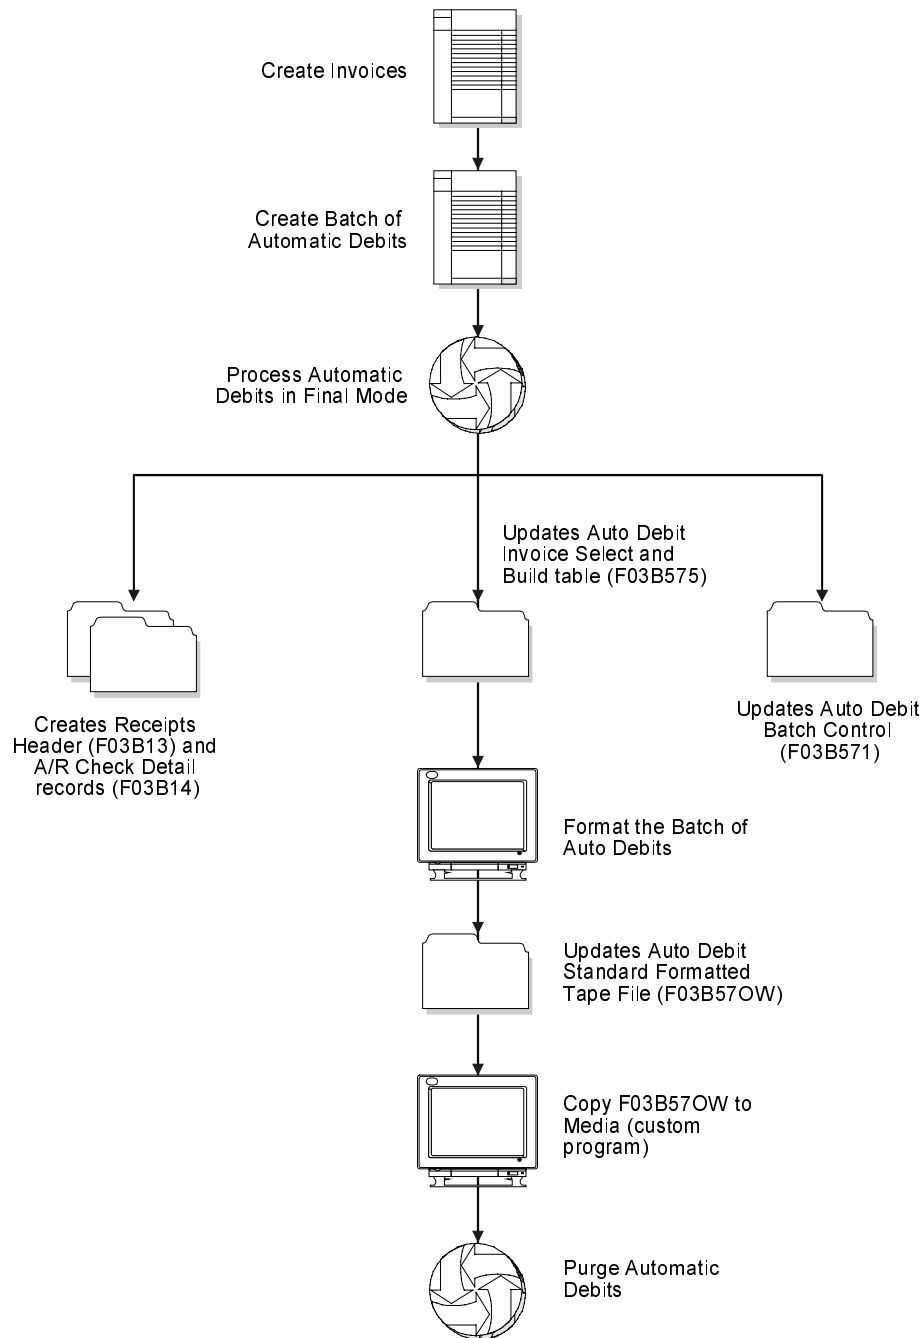 Create Invoices
Create Batch of
Automatic Debits
Process Automatic
Debits in Final Mode
Updates Auto Debit
Invoice Select and
Build table (F03B575)
Creates Receipts
Header (F03B13) and
A/R Check Detail
records (F03B14)
Updates Auto Debit
Batch Control
(F03B571)
Format the Batch of
Auto Debits
Updates Auto Debit
Standard Formatted
Tape File (F03B57OW)
Copy F03B57OW to
Media (custom
program)
Purge Automatic
Debits